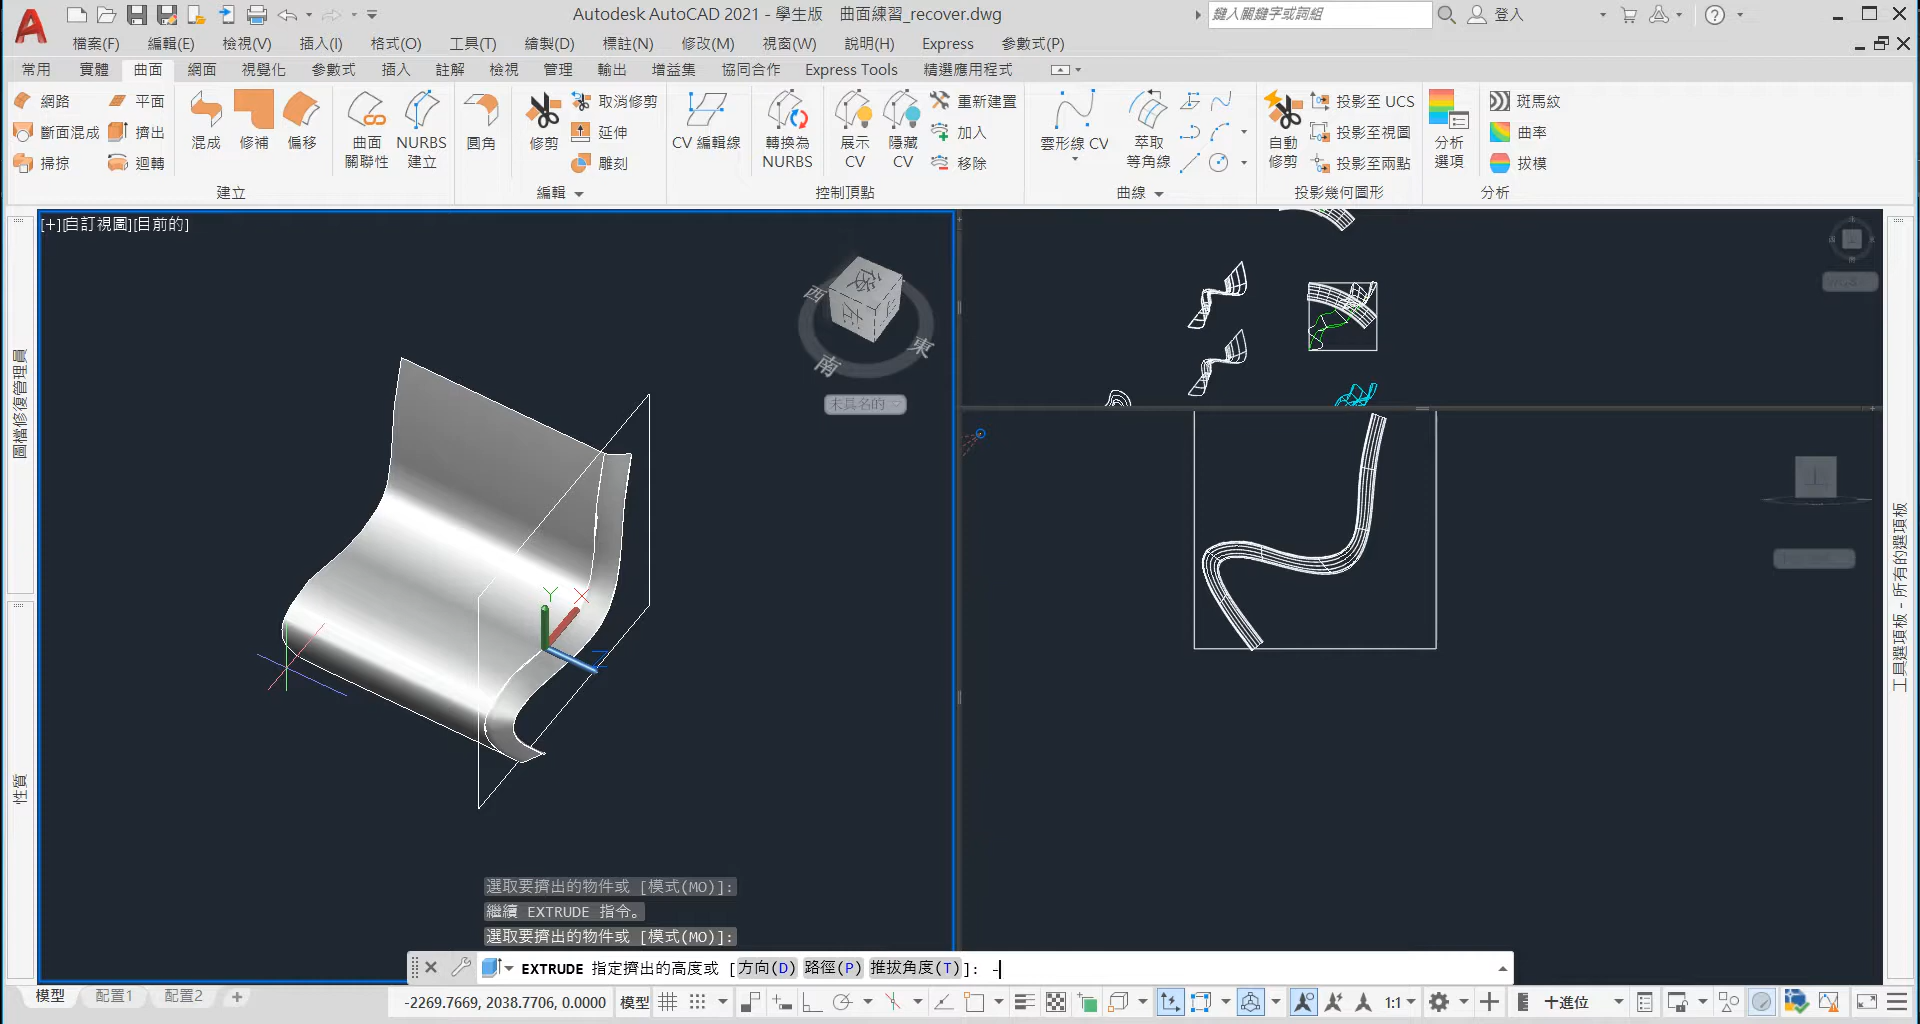 Autodesk AutoCAD 2021 - 學生版 曲面練習_recover.dwg
鍵入關鍵字或詞組
登入
檔案(F) 編輯(E) 檢視(V) 插入(I) 格式(O) 工具(T) 繪製(D) 標註(N) 修改(M) 視窗(W) 說明(H) Express 參數式(P)
常用 實體 曲面 網面 視覺化 參數式 插入 註解 檢視 管理 輸出 增益集 協同合作 Express Tools 精選應用程式
網路 平面
斷面混成 擠出
掃掠 迴轉
混成 修補 偏移
曲面關聯性
NURBS 建立
圓角
修剪
取消修剪
延伸
雕刻
CV 編輯線
轉換為 NURBS
展示 CV
隱藏 CV
重新建置
加入
移除
雲形線 CV
萃取等角線
自動修剪
投影至 UCS
投影至視圖
投影至兩點
分析選項
斑馬紋
曲率
拔模
建立 編輯 控制頂點 曲線 投影幾何圖形 分析
[+][自訂視圖][目前的]
圖檔修復管理員
性質
工具選項板 - 所有的選項板
西
南
東
未具名的
Y
X
選取要擠出的物件或 [模式(MO)]:
繼續 EXTRUDE 指令。
選取要擠出的物件或 [模式(MO)]:
EXTRUDE 指定擠出的高度或 [方向(D) 路徑(P) 推拔角度(T)]: -
模型 配置1 配置2 +
-2269.7669, 2038.7706, 0.0000 模型 1:1 十進位